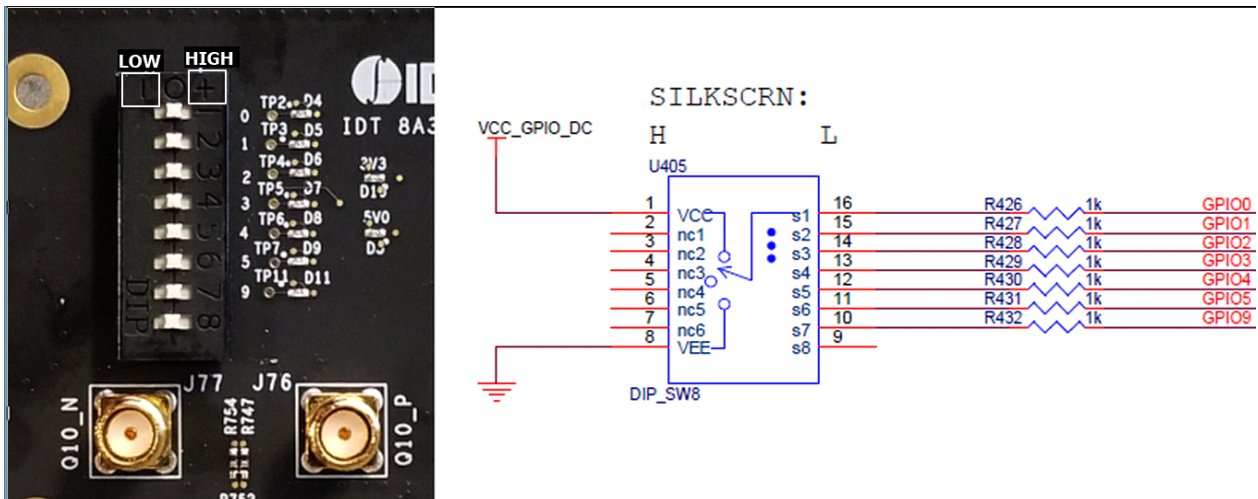 LOW HIGH
- O +
1
2
3
4
5
6
7
8
DIP
IDT 8A3
0 TP2 D4
1 TP3 D5
2 TP4 D6
3 TP5 D7
4 TP6 D8
5 TP7 D9
9 TP11 D11
3V3
D17
5V0
D3
J77 J76
Q10_N
R754
R747
Q10_P
R752
SILKSCRN:
H L
VCC_GPIO_DC
U405
1 VCC s1 16 R426 1k GPIO0
2 nc1 s2 15 R427 1k GPIO1
3 nc2 s3 14 R428 1k GPIO2
4 nc3 s4 13 R429 1k GPIO3
5 nc4 s5 12 R430 1k GPIO4
6 nc5 s6 11 R431 1k GPIO5
7 nc6 s7 10 R432 1k GPIO9
8 VEE s8 9
DIP_SW8